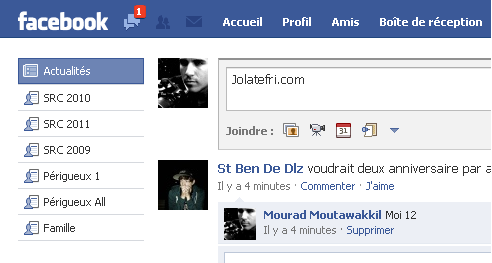 facebook 1 Accueil Profil Amis Boîte de réception
Actualités
SRC 2010
SRC 2011
SRC 2009
Périgueux 1
Périgueux All
Famille
Jolatefri.com
Joindre : 31
St Ben De Dlz voudrait deux anniversaire par a
Il y a 4 minutes · Commenter · J'aime
Mourad Moutawakkil Moi 12
Il y a 4 minutes · Supprimer